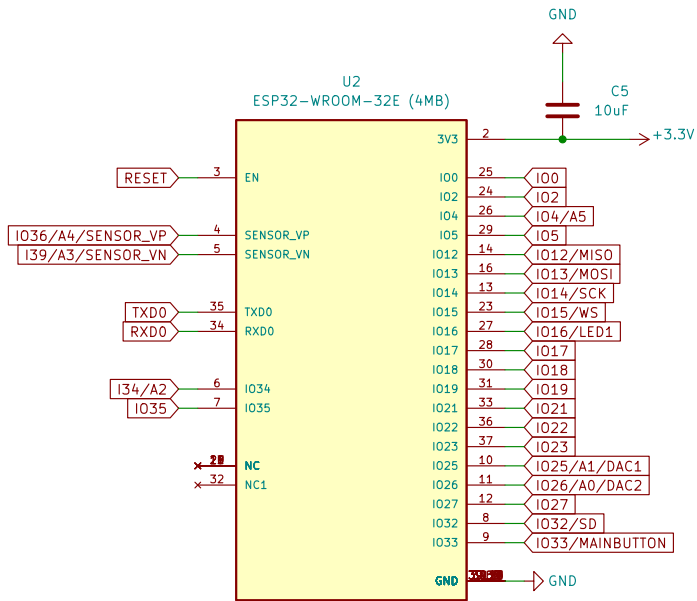 GND
U2
ESP32-WROOM-32E (4MB)
C5
10uF
3V3 2 +3.3V
RESET 3 EN IO0 25 IO0
IO2 24 IO2
IO4 26 IO4/A5
IO36/A4/SENSOR_VP 4 SENSOR_VP IO5 29 IO5
I39/A3/SENSOR_VN 5 SENSOR_VN IO12 14 IO12/MISO
IO13 16 IO13/MOSI
IO14 13 IO14/SCK
TXD0 35 TXD0 IO15 23 IO15/WS
RXD0 34 RXD0 IO16 27 IO16/LED1
IO17 28 IO17
IO18 30 IO18
I34/A2 6 IO34 IO19 31 IO19
IO35 7 IO35 IO21 33 IO21
IO22 36 IO22
IO23 37 IO23
NC IO25 10 IO25/A1/DAC1
32 NC1 IO26 11 IO26/A0/DAC2
IO27 12 IO27
IO32 8 IO32/SD
IO33 9 IO33/MAINBUTTON
GND GND